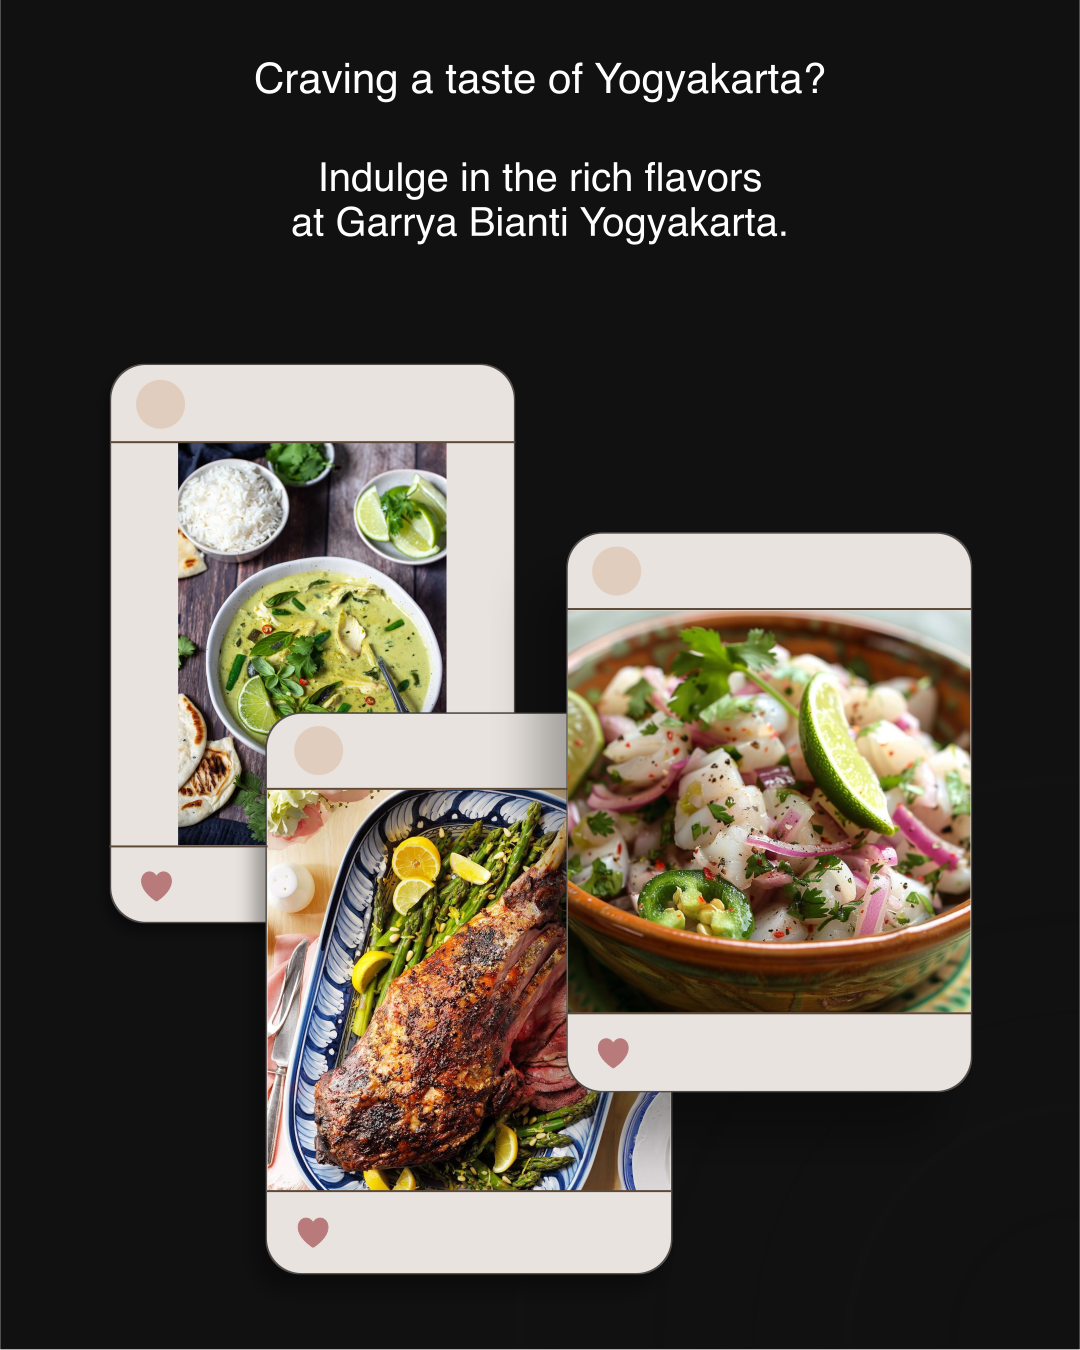 Craving a taste of Yogyakarta?
Indulge in the rich flavors
at Garrya Bianti Yogyakarta.